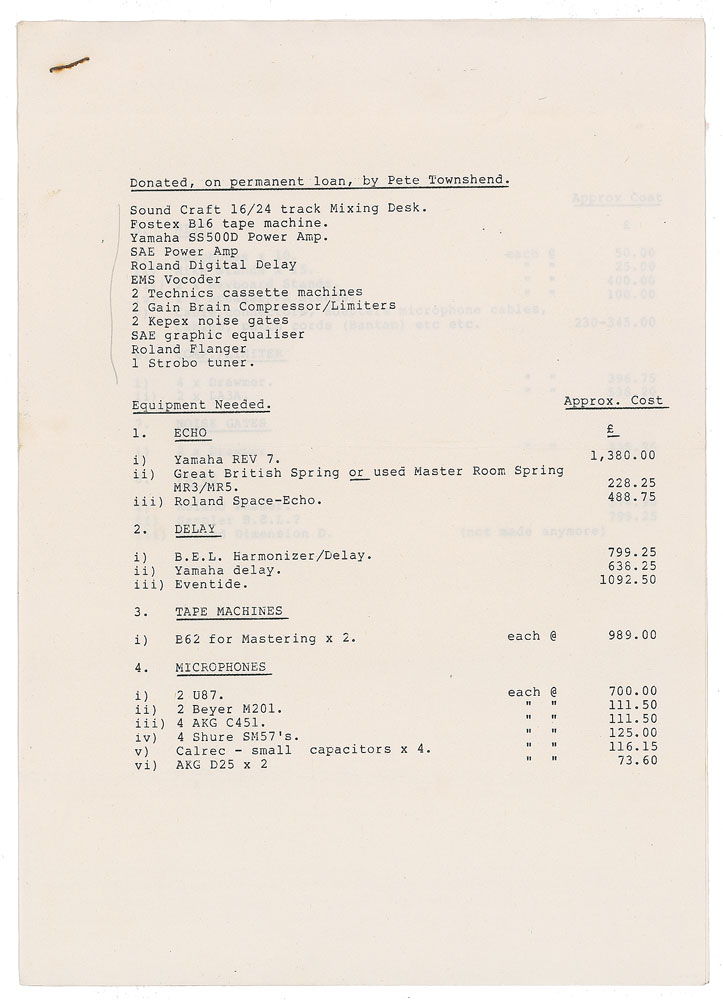 Donated, on permanent loan, by Pete Townshend.
Sound Craft 16/24 track Mixing Desk.
Fostex B16 tape machine.
Yamaha SS500D Power Amp.
SAE Power Amp
Roland Digital Delay
EMS Vocoder
2 Technics cassette machines
2 Gain Brain Compressor/Limiters
2 Kepex noise gates
SAE graphic equaliser
Roland Flanger
1 Strobo tuner.
Equipment Needed. Approx. Cost
1. ECHO £
i) Yamaha REV 7. 1,380.00
ii) Great British Spring or used Master Room Spring
MR3/MR5. 228.25
iii) Roland Space-Echo. 488.75
2. DELAY
i) B.E.L. Harmonizer/Delay. 799.25
ii) Yamaha delay. 638.25
iii) Eventide. 1092.50
3. TAPE MACHINES
i) B62 for Mastering x 2. each @ 989.00
4. MICROPHONES
i) 2 U87. each @ 700.00
ii) 2 Beyer M201. " " 111.50
iii) 4 AKG C451. " " 111.50
iv) 4 Shure SM57's. " " 125.00
v) Calrec - small capacitors x 4. " " 116.15
vi) AKG D25 x 2 " " 73.60